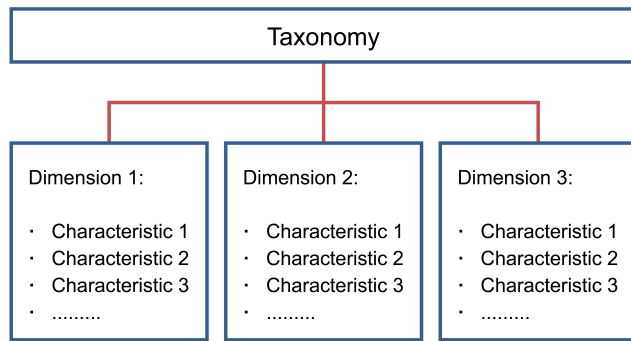 Taxonomy
Dimension 1:
· Characteristic 1
· Characteristic 2
· Characteristic 3
· .........
Dimension 2:
· Characteristic 1
· Characteristic 2
· Characteristic 3
· .........
Dimension 3:
· Characteristic 1
· Characteristic 2
· Characteristic 3
· .........